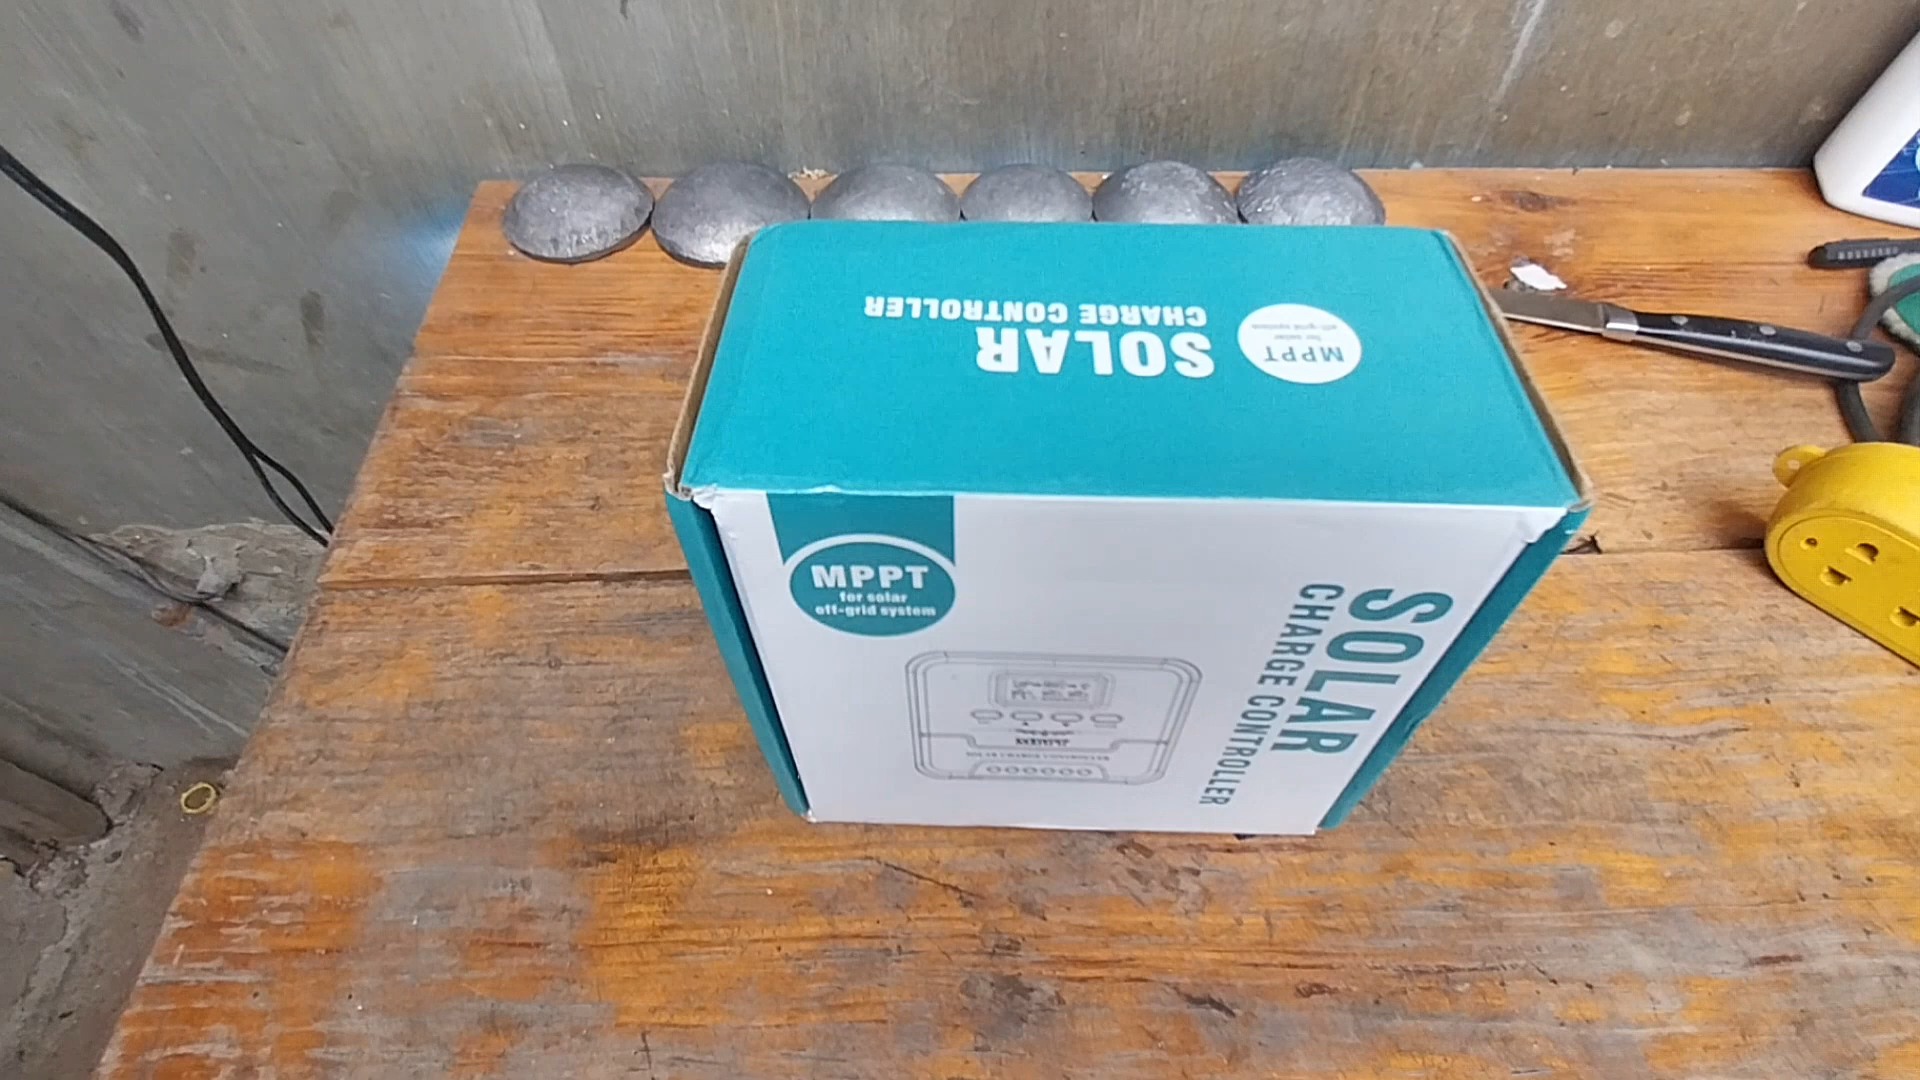 SOLAR
CHARGE CONTROLLER
MPPT
for solar
off-grid system
MPPT
for solar
off-grid system
SOLAR
CHARGE CONTROLLER